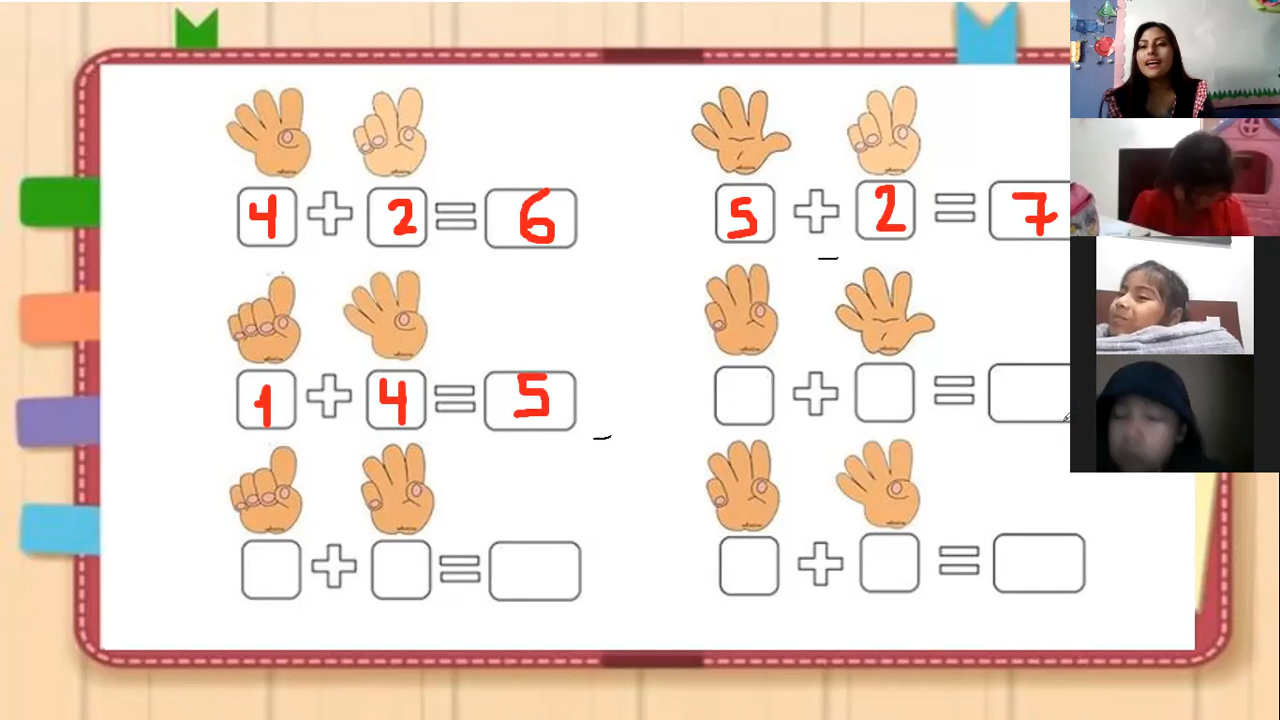 4 + 2 = 6
5 + 2 = 7
1 + 4 = 5
+ =
+ =
+ =